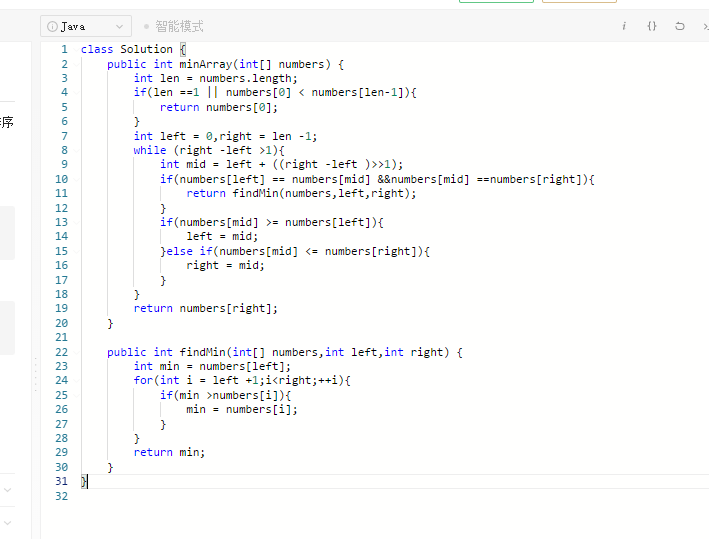 Java
智能模式
i {}
序
1 class Solution {
2 public int minArray(int[] numbers) {
3 int len = numbers.length;
4 if(len ==1 || numbers[0] < numbers[len-1]){
5 return numbers[0];
6 }
7 int left = 0,right = len -1;
8 while (right -left >1){
9 int mid = left + ((right -left )>>1);
10 if(numbers[left] == numbers[mid] &&numbers[mid] ==numbers[right]){
11 return findMin(numbers,left,right);
12 }
13 if(numbers[mid] >= numbers[left]){
14 left = mid;
15 }else if(numbers[mid] <= numbers[right]){
16 right = mid;
17 }
18 }
19 return numbers[right];
20 }
21
22 public int findMin(int[] numbers,int left,int right) {
23 int min = numbers[left];
24 for(int i = left +1;i<right;++i){
25 if(min >numbers[i]){
26 min = numbers[i];
27 }
28 }
29 return min;
30 }
31 }
32